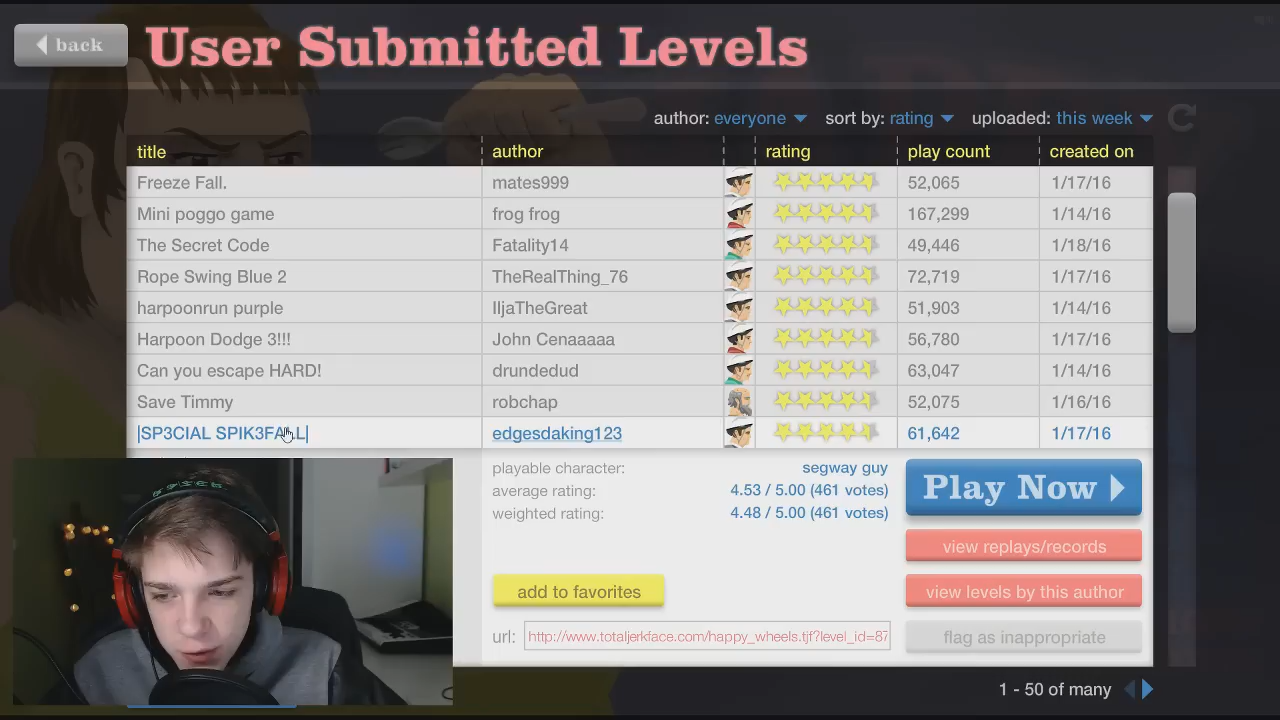 back
User Submitted Levels
author: everyone sort by: rating uploaded: this week
title author rating play count created on
Freeze Fall. mates999 52,065 1/17/16
Mini poggo game frog frog 167,299 1/14/16
The Secret Code Fatality14 49,446 1/18/16
Rope Swing Blue 2 TheRealThing_76 72,719 1/17/16
harpoonrun purple IljaTheGreat 51,903 1/14/16
Harpoon Dodge 3!!! John Cenaaaaa 56,780 1/14/16
Can you escape HARD! drundedud 63,047 1/14/16
Save Timmy robchap 52,075 1/16/16
|SP3CIAL SPIK3FALL| edgesdaking123 61,642 1/17/16
playable character: segway guy
average rating: 4.53 / 5.00 (461 votes)
weighted rating: 4.48 / 5.00 (461 votes)
Play Now
view replays/records
add to favorites
view levels by this author
url: http://www.totaljerkface.com/happy_wheels.tjf?level_id=87
flag as inappropriate
1 - 50 of many